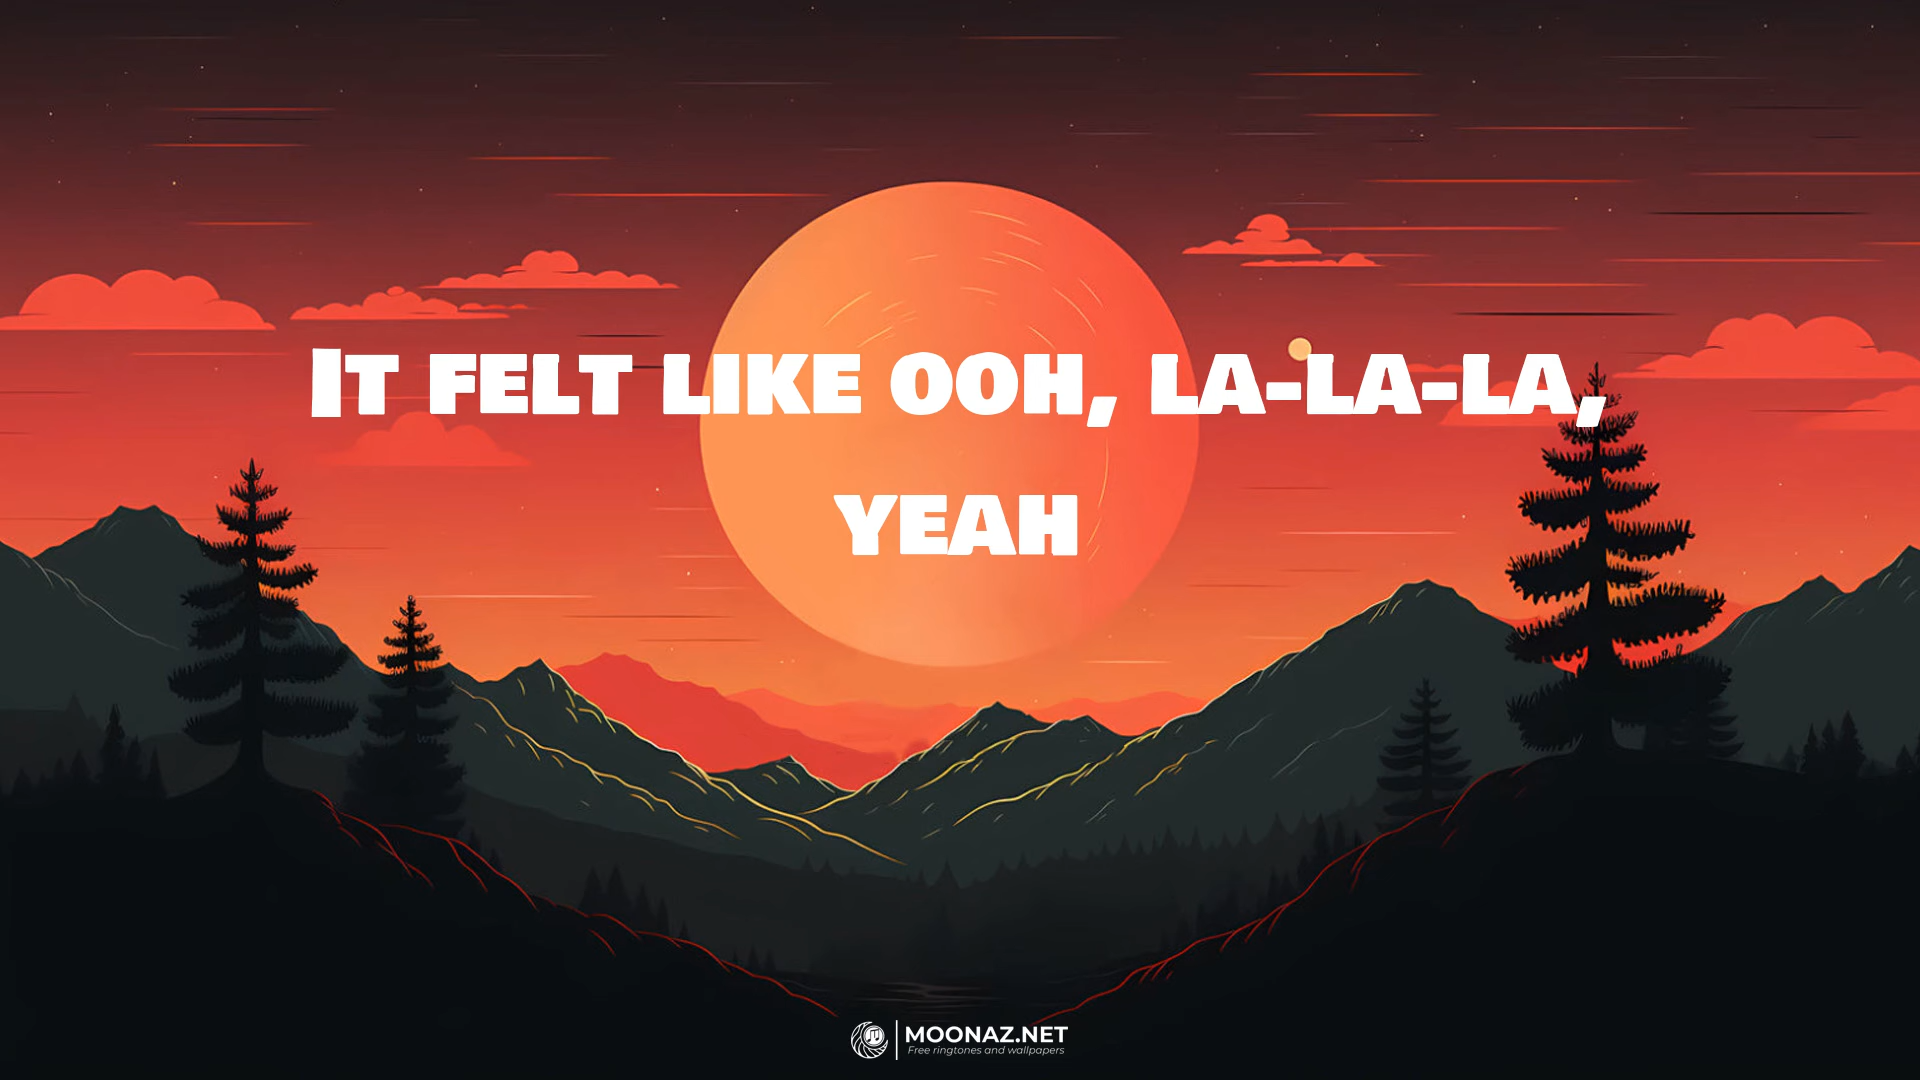 It felt like ooh, la-la-la,
yeah
MOONAZ.NET
Free ringtones and wallpapers